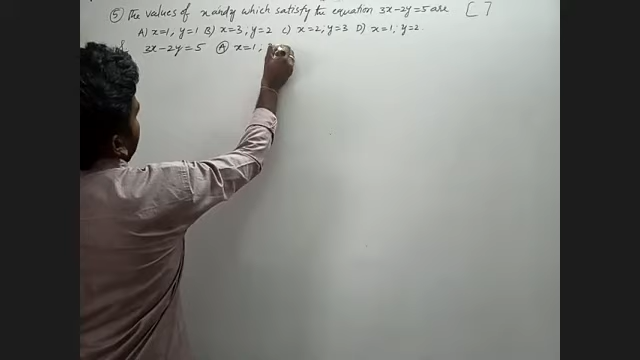 ⑤ The values of x and y which satisfy the equation 3x-2y=5 are [ ]
A) x=1, y=1 B) x=3, y=2 C) x=2, y=3 D) x=1, y=2.
3x-2y=5 Ⓐ x=1,